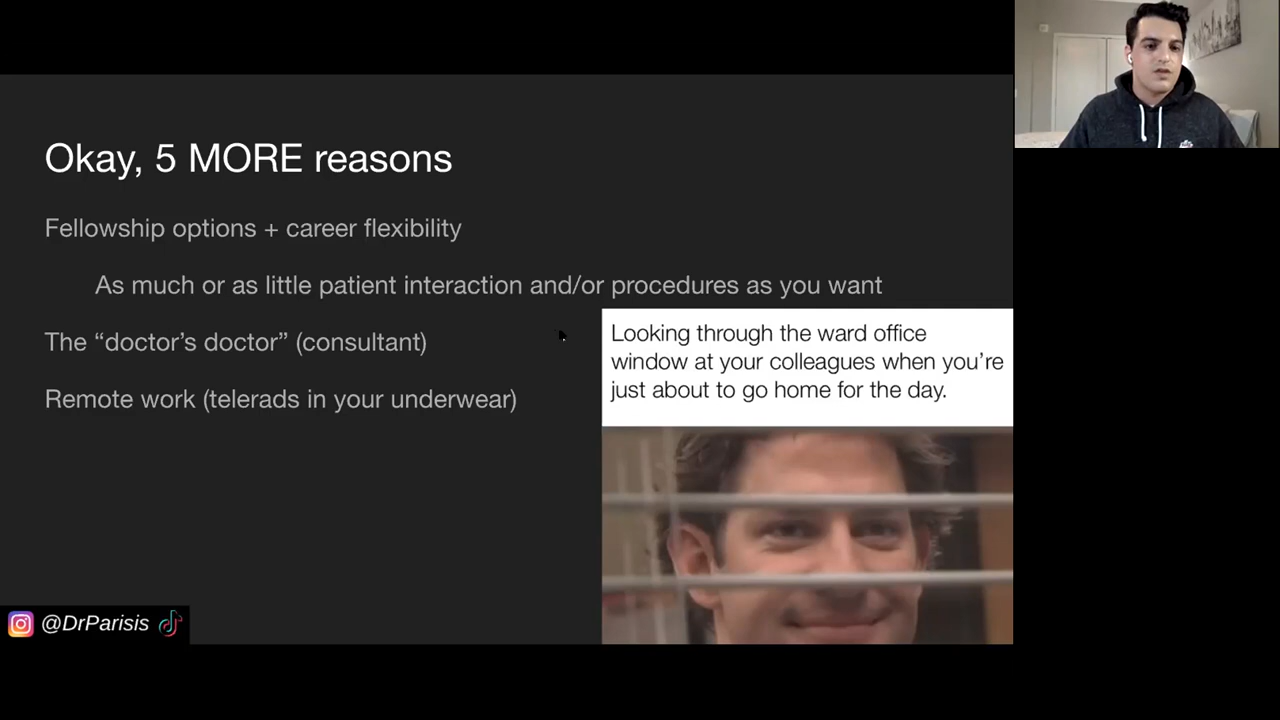 Okay, 5 MORE reasons
Fellowship options + career flexibility
As much or as little patient interaction and/or procedures as you want
The “doctor’s doctor” (consultant)
Remote work (telerads in your underwear)
Looking through the ward office
window at your colleagues when you’re
just about to go home for the day.
@DrParisis